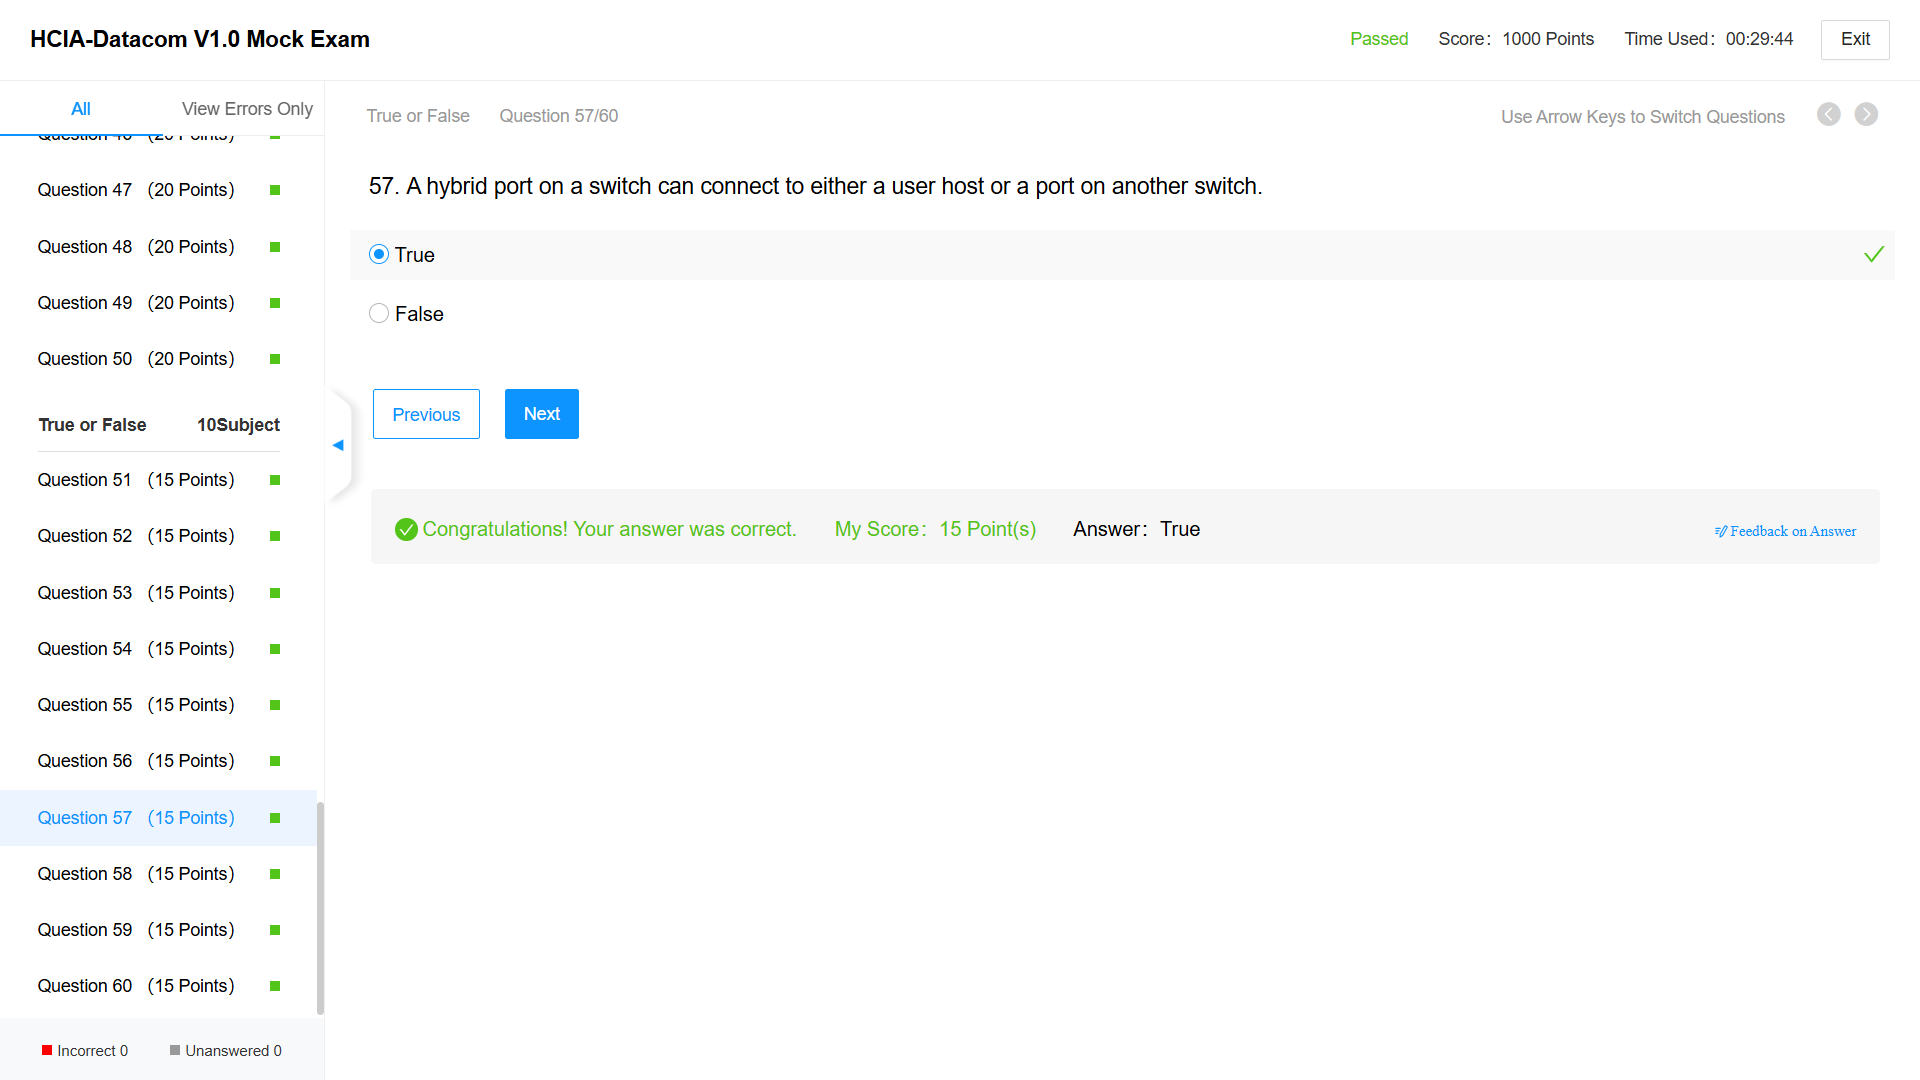 HCIA-Datacom V1.0 Mock Exam
Passed Score： 1000 Points Time Used： 00:29:44 Exit
All View Errors Only
True or False Question 57/60 Use Arrow Keys to Switch Questions
Question 47 (20 Points)
Question 48 (20 Points)
Question 49 (20 Points)
Question 50 (20 Points)
True or False 10Subject
Question 51 (15 Points)
Question 52 (15 Points)
Question 53 (15 Points)
Question 54 (15 Points)
Question 55 (15 Points)
Question 56 (15 Points)
Question 57 (15 Points)
Question 58 (15 Points)
Question 59 (15 Points)
Question 60 (15 Points)
Incorrect 0 Unanswered 0
57. A hybrid port on a switch can connect to either a user host or a port on another switch.
True
False
Previous Next
Congratulations! Your answer was correct. My Score： 15 Point(s) Answer： True Feedback on Answer